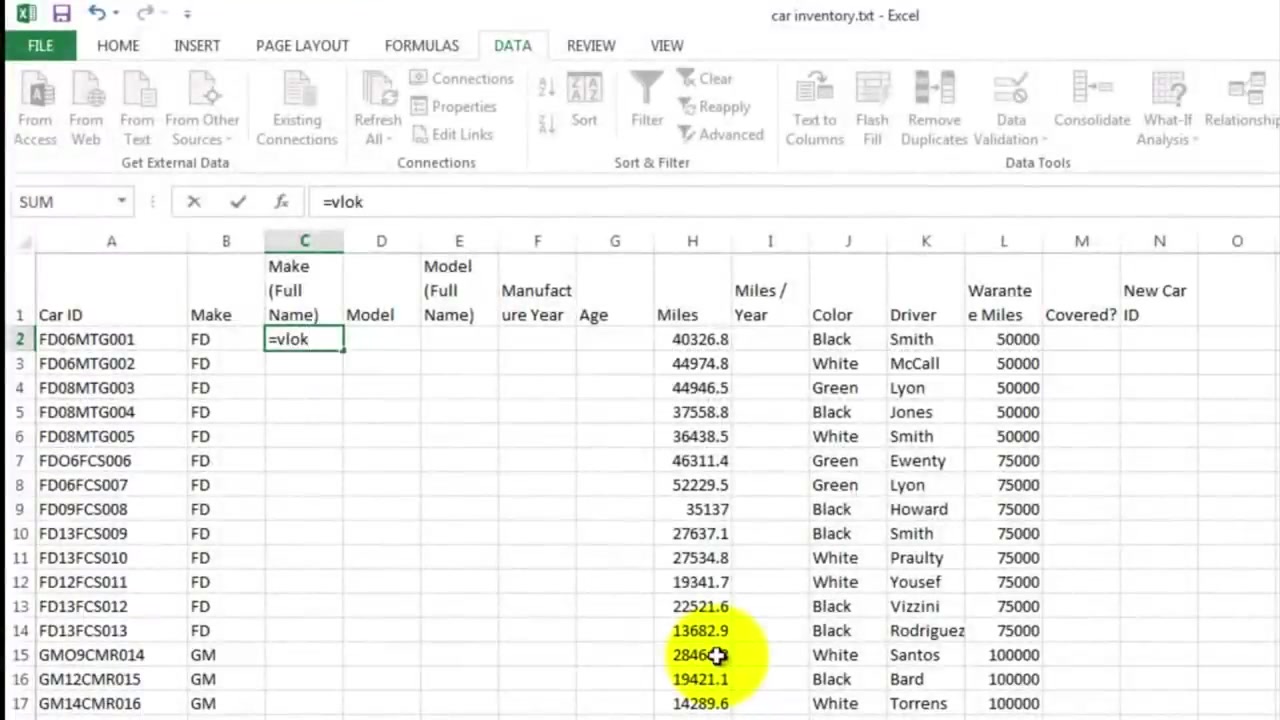 car inventory.txt - Excel
FILE HOME INSERT PAGE LAYOUT FORMULAS DATA REVIEW VIEW
From Access From Web From Text From Other Sources Existing Connections Refresh All Connections Properties Edit Links Sort Filter Clear Reapply Advanced Text to Columns Flash Fill Remove Duplicates Data Validation Consolidate What-If Analysis Relationship
Get External Data Connections Sort & Filter Data Tools
SUM fx =vlok
A B C D E F G H I J K L M N O
1 Car ID Make Make (Full Name) Model Model (Full Name) Manufact ure Year Age Miles Miles / Year Color Driver Warante e Miles Covered? New Car ID
2 FD06MTG001 FD =vlok 40326.8 Black Smith 50000
3 FD06MTG002 FD 44974.8 White McCall 50000
4 FD08MTG003 FD 44946.5 Green Lyon 50000
5 FD08MTG004 FD 37558.8 Black Jones 50000
6 FD08MTG005 FD 36438.5 White Smith 50000
7 FDO6FCS006 FD 46311.4 Green Ewenty 75000
8 FD06FCS007 FD 52229.5 Green Lyon 75000
9 FD09FCS008 FD 35137 Black Howard 75000
10 FD13FCS009 FD 27637.1 Black Smith 75000
11 FD13FCS010 FD 27534.8 White Praulty 75000
12 FD12FCS011 FD 19341.7 White Yousef 75000
13 FD13FCS012 FD 22521.6 Black Vizzini 75000
14 FD13FCS013 FD 13682.9 Black Rodriguez 75000
15 GMO9CMR014 GM White Santos 100000
16 GM12CMR015 GM 19421.1 Black Bard 100000
17 GM14CMR016 GM 14289.6 White Torrens 100000